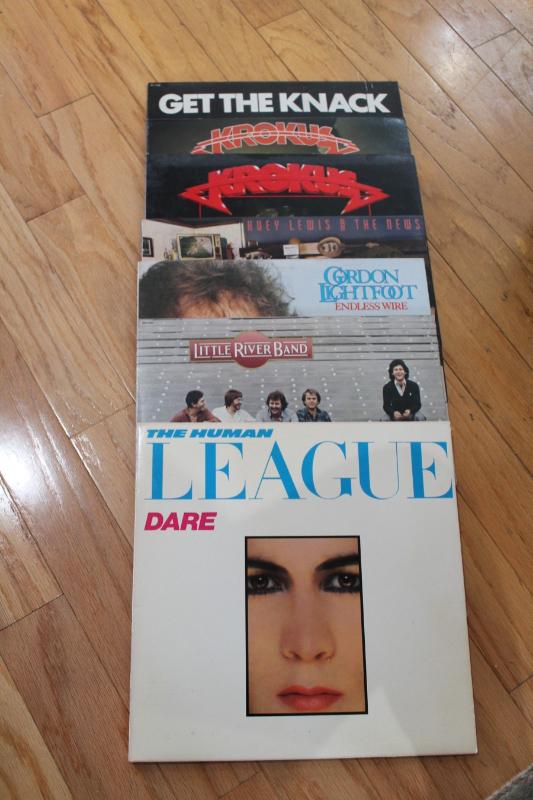 GET THE KNACK
KROKUS
KROKUS
HUEY LEWIS & THE NEWS
GORDON
LIGHTFOOT
ENDLESS WIRE
LITTLE RIVER BAND
THE HUMAN
LEAGUE
DARE